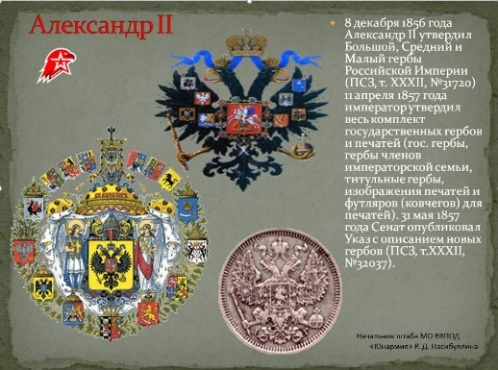 Александр II
8 декабря 1856 года
Александр II утвердил
Большой, Средний и
Малый гербы
Российской Империи
(ПСЗ, т. XXXII, №31720)
11 апреля 1857 года
император утвердил
весь комплект
государственных гербов
и печатей (гос. гербы,
гербы членов
императорской семьи,
титульные гербы,
изображения печатей и
футляров (ковчегов) для
печатей). 31 мая 1857
года Сенат опубликовал
Указ с описанием новых
гербов (ПСЗ, т.XXXII,
№32037).
Начальник штаба МО ВВПОД
«Юнармия» Р. Д. Насибуллина